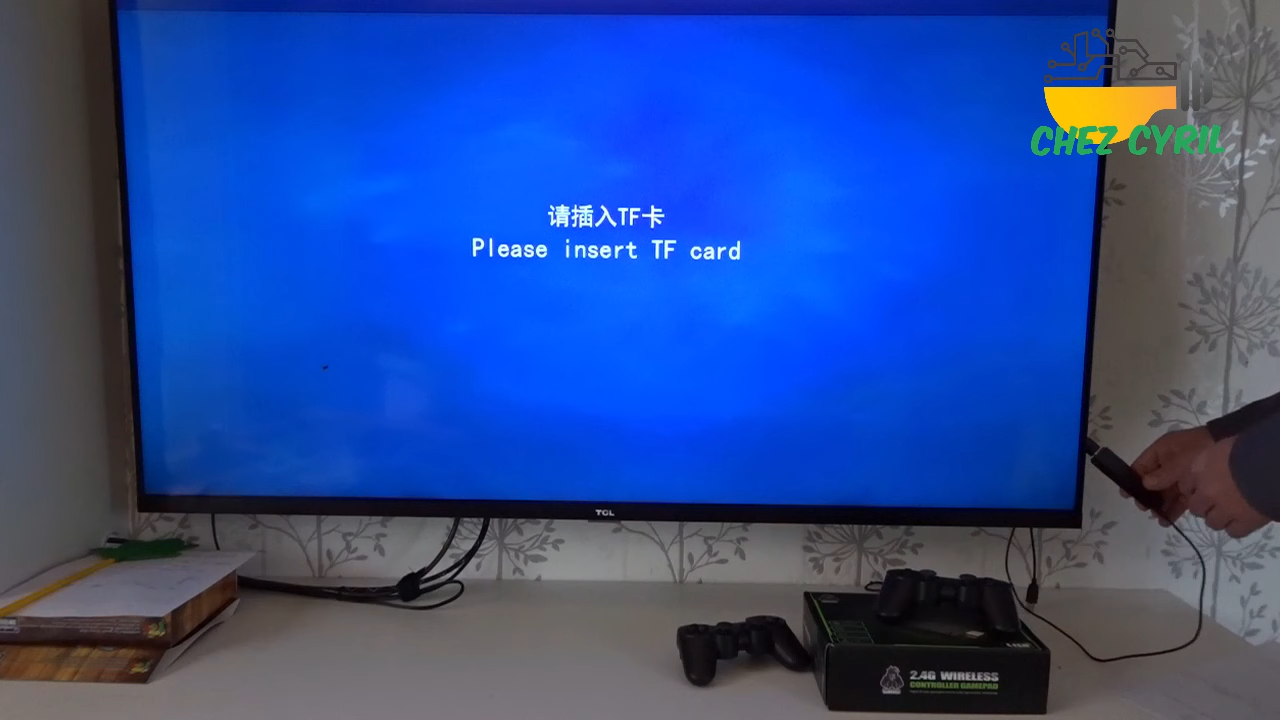 CHEZ CYRIL
请插入TF卡
Please insert TF card
TCL
2.4G WIRELESS
CONTROLLER GAMEPAD